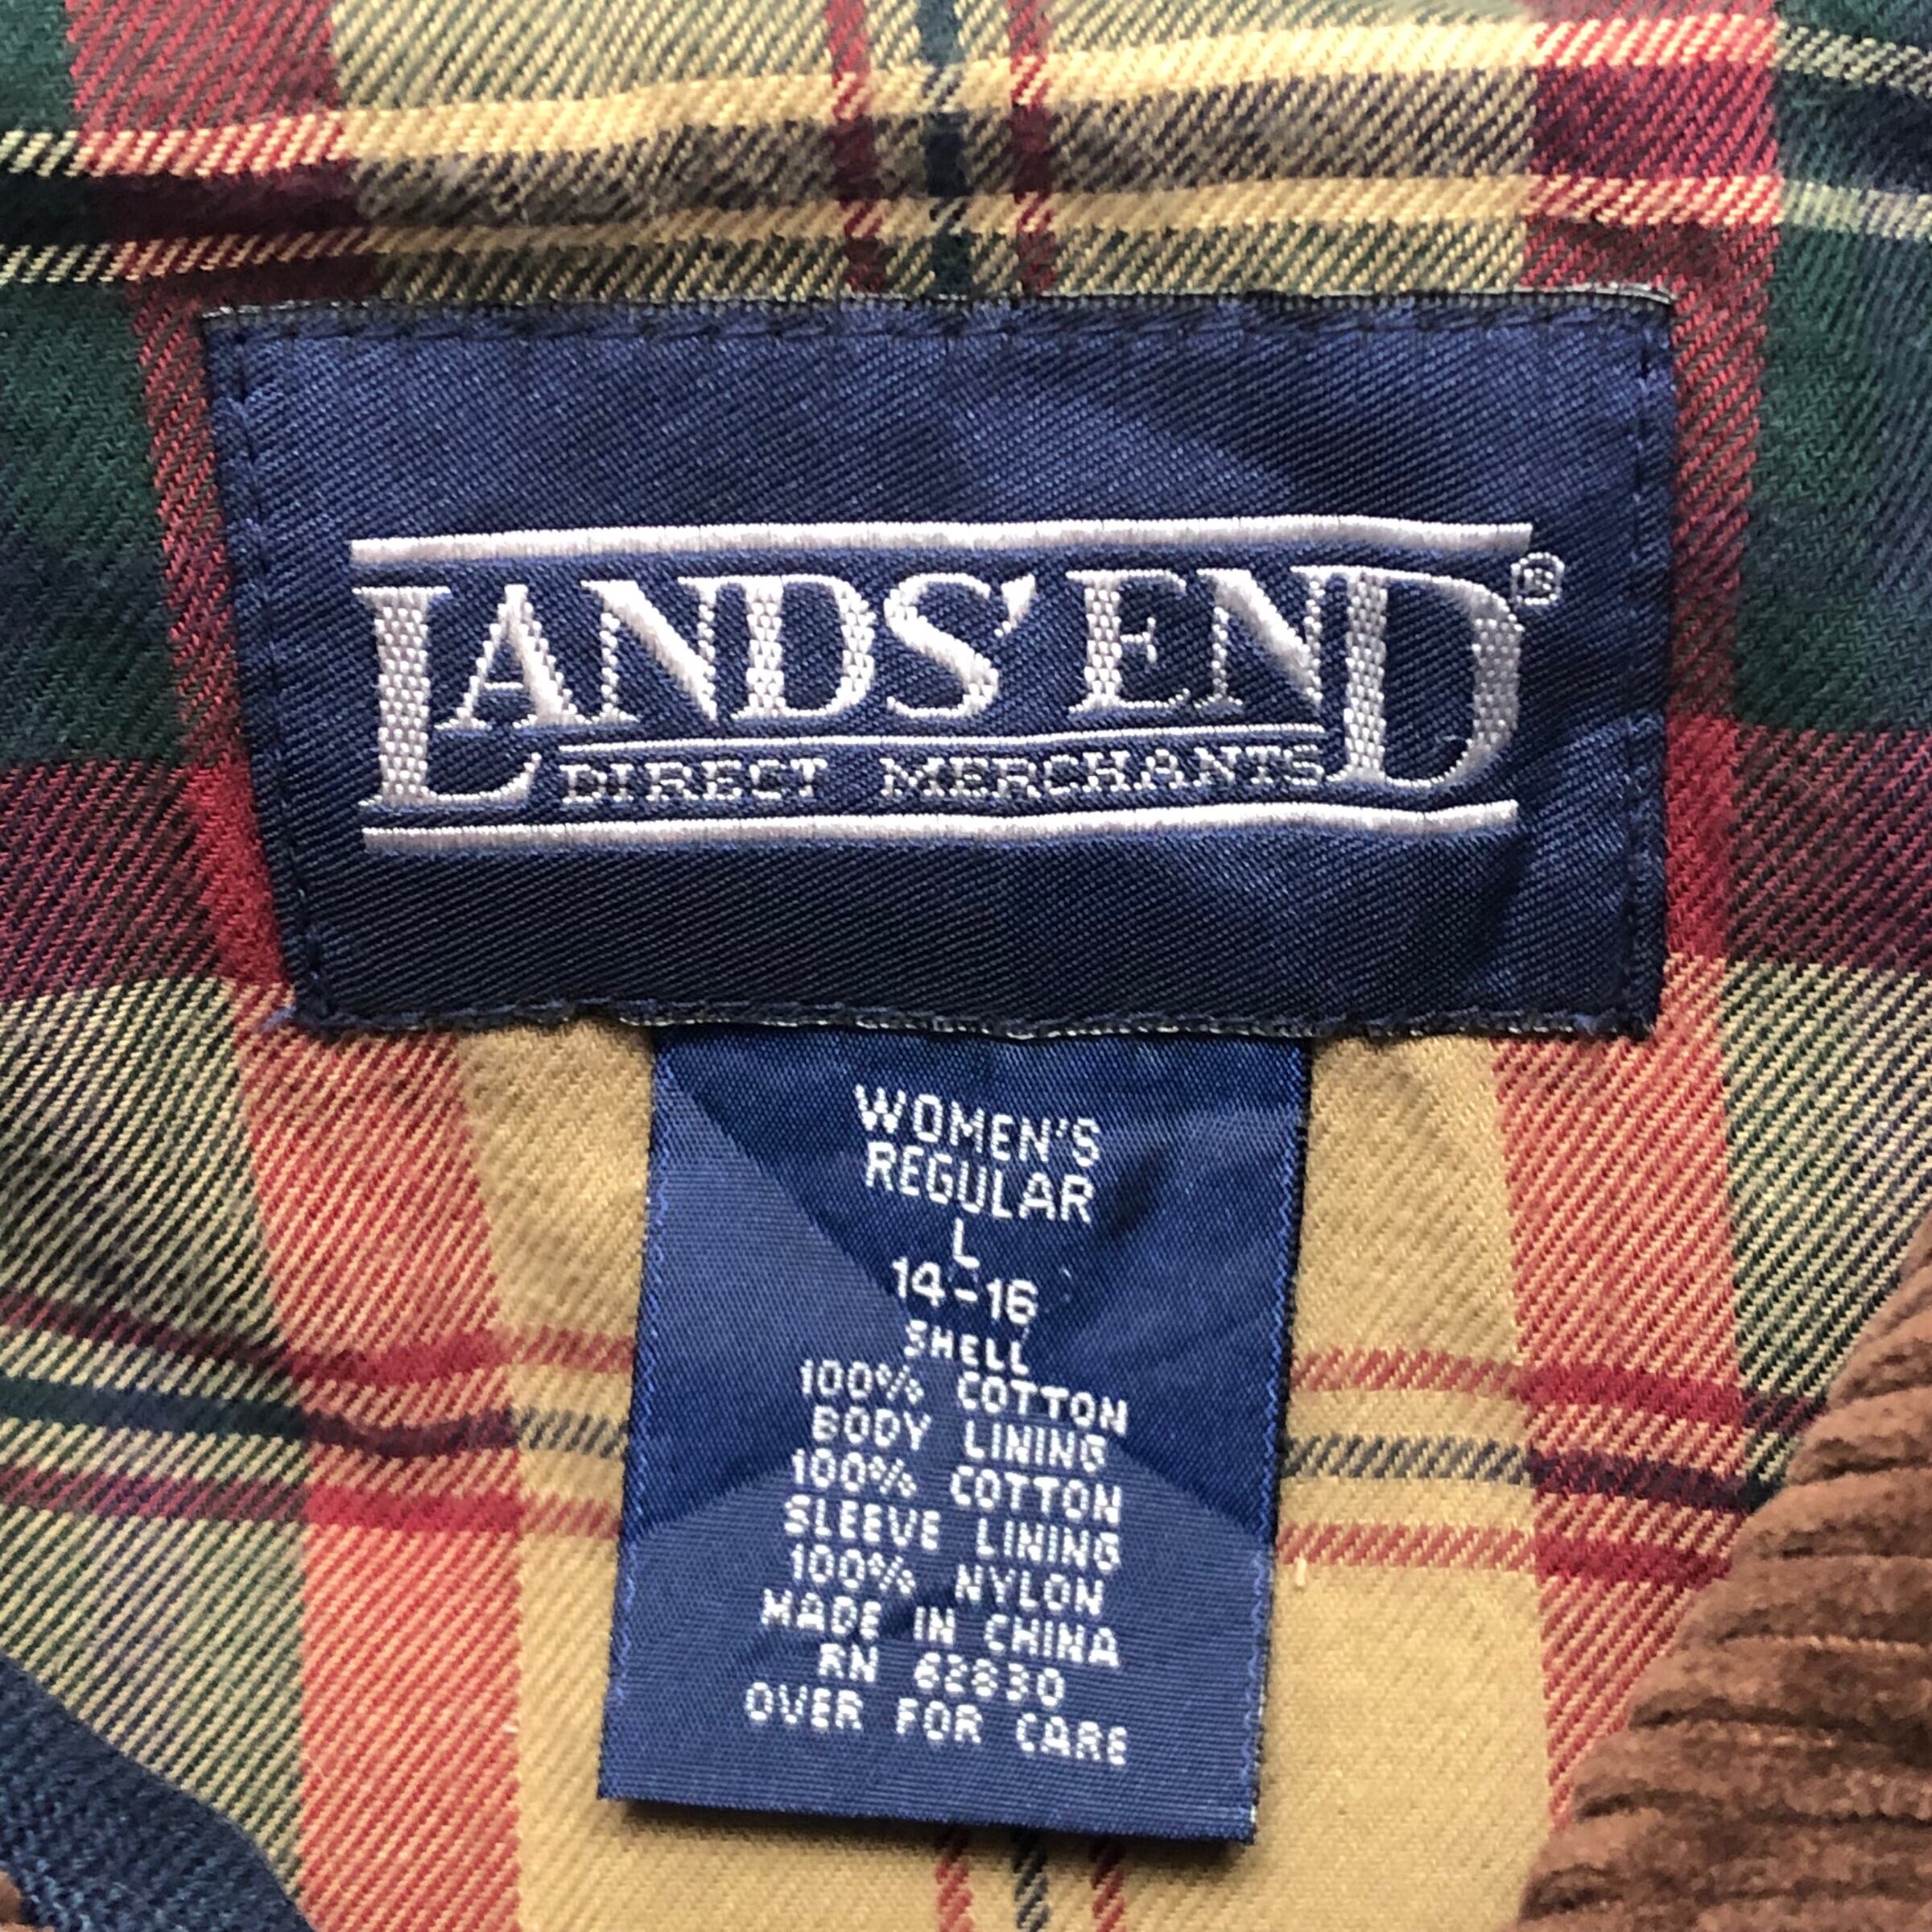 LANDS' END®
DIRECT MERCHANTS
WOMEN'S
REGULAR
L
14-16
SHELL
100% COTTON
BODY LINING
100% COTTON
SLEEVE LINING
100% NYLON
MADE IN CHINA
RN 62830
OVER FOR CARE